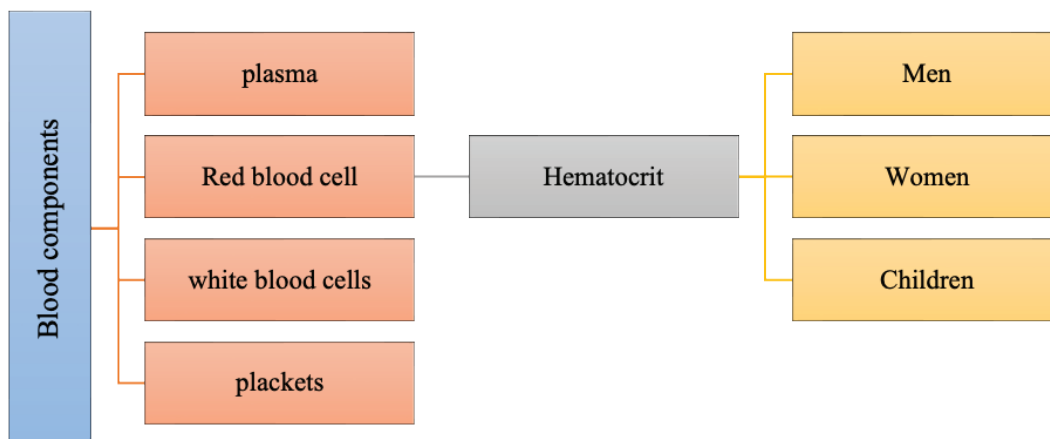 Blood components
plasma
Red blood cell
white blood cells
plackets
Hematocrit
Men
Women
Children